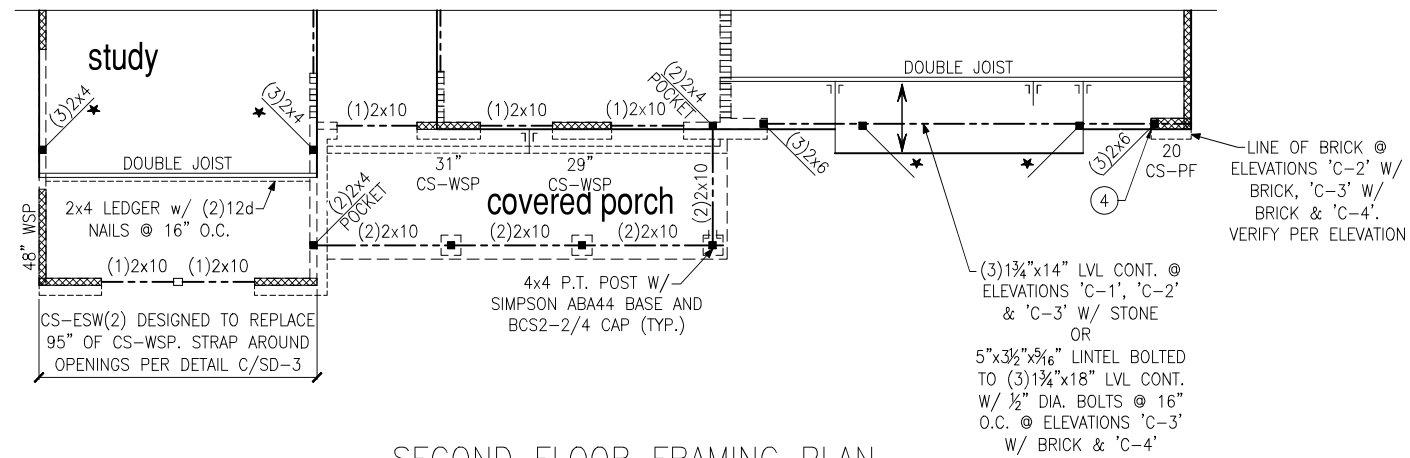 study
(3)2x4
(3)2x4
DOUBLE JOIST
2x4 LEDGER w/ (2)12d
NAILS @ 16" O.C.
48" WSP
(1)2x10
(1)2x10
CS-ESW(2) DESIGNED TO REPLACE
95" OF CS-WSP. STRAP AROUND
OPENINGS PER DETAIL C/SD-3
(1)2x10
(1)2x10
(1)2x10
(2)2x4
POCKET
31"
CS-WSP
29"
CS-WSP
covered porch
(2)2x4
POCKET
(2)2x10
(2)2x10
(2)2x10
(2)2x10
4x4 P.T. POST W/
SIMPSON ABA44 BASE AND
BCS2-2/4 CAP (TYP.)
DOUBLE JOIST
(3)2x6
(3)2x6
20
CS-PF
4
LINE OF BRICK @
ELEVATIONS 'C-2' W/
BRICK, 'C-3' W/
BRICK & 'C-4'.
VERIFY PER ELEVATION
(3)1¾"x14" LVL CONT. @
ELEVATIONS 'C-1', 'C-2'
& 'C-3' W/ STONE
OR
5"x3½"x5/16" LINTEL BOLTED
TO (3)1¾"x18" LVL CONT.
W/ ½" DIA. BOLTS @ 16"
O.C. @ ELEVATIONS 'C-3'
W/ BRICK & 'C-4'
SECOND FLOOR FRAMING PLAN